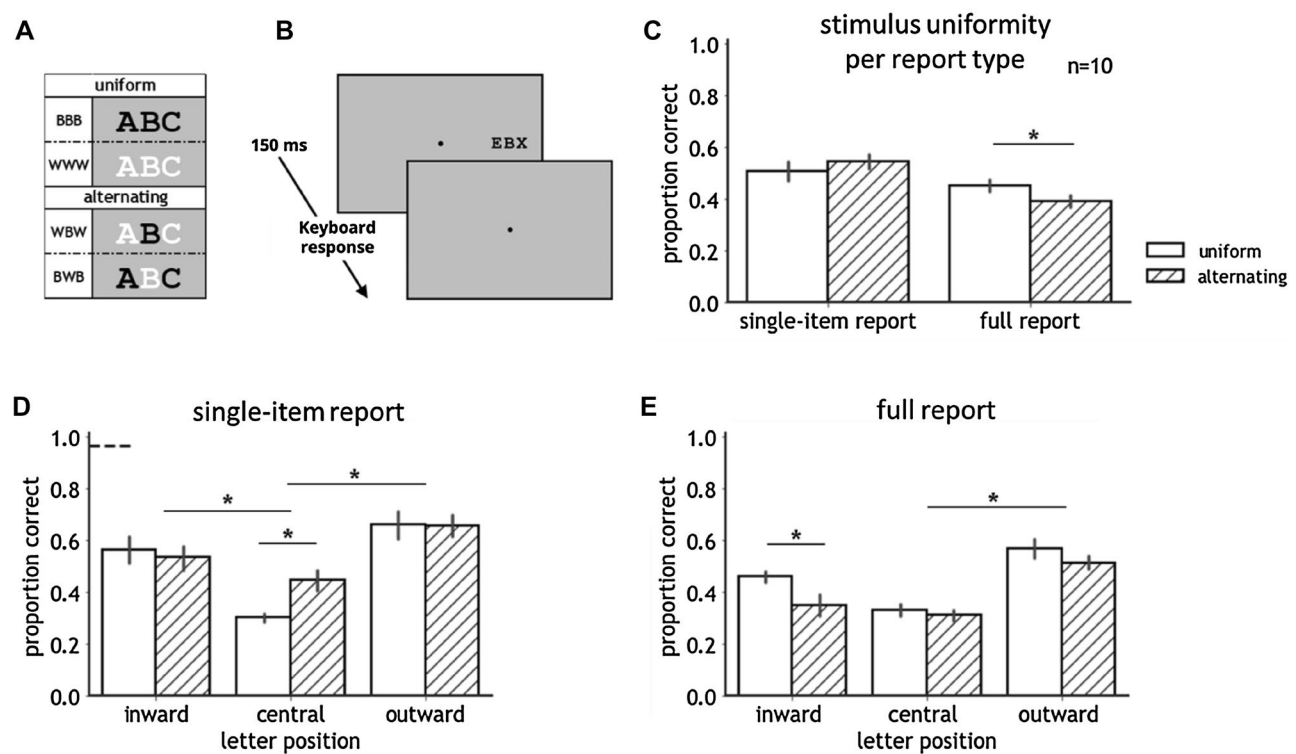 A
uniform
BBB
ABC
WWW
ABC
alternating
WBW
ABC
BWB
ABC
B
150 ms
EBX
Keyboard
response
C
stimulus uniformity
per report type
n=10
proportion correct
1.0
0.8
0.6
0.4
0.2
0.0
*
single-item report
full report
uniform
alternating
D
single-item report
proportion correct
1.0
0.8
0.6
0.4
0.2
0.0
*
*
*
inward
central
outward
letter position
E
full report
proportion correct
1.0
0.8
0.6
0.4
0.2
0.0
*
*
inward
central
outward
letter position